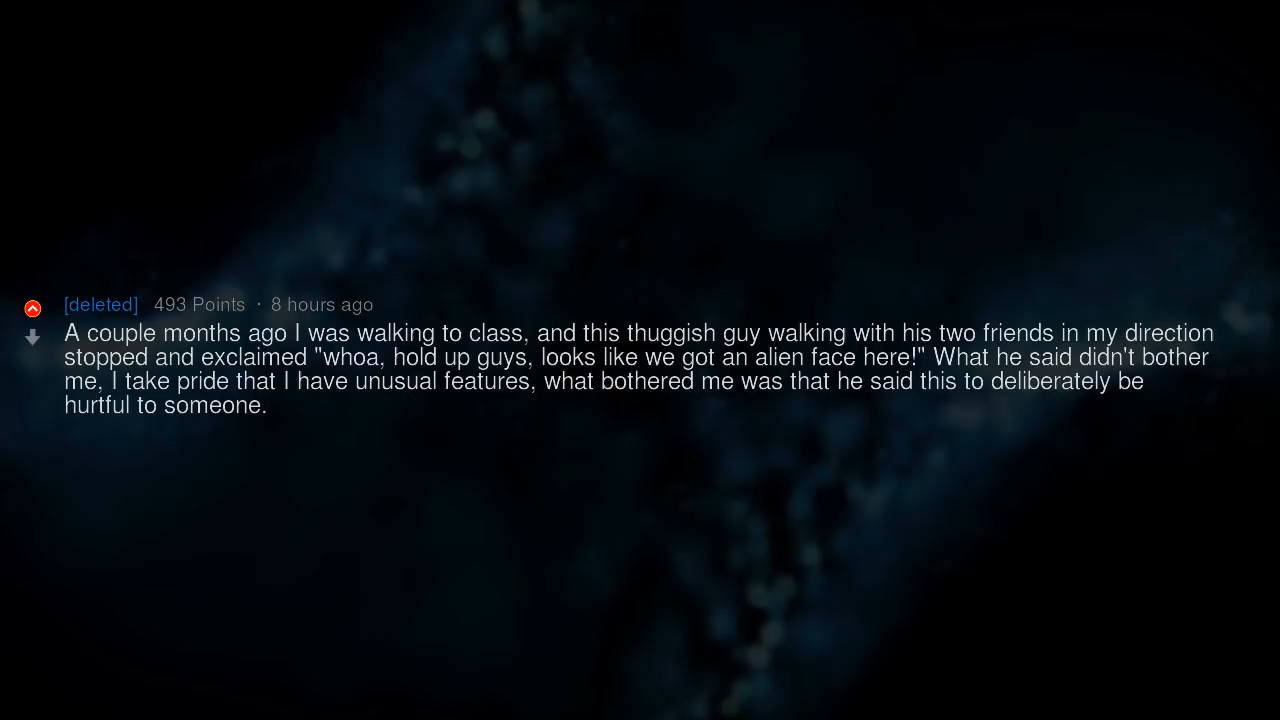 [deleted] 493 Points · 8 hours ago
A couple months ago I was walking to class, and this thuggish guy walking with his two friends in my direction
stopped and exclaimed "whoa, hold up guys, looks like we got an alien face here!" What he said didn't bother
me, I take pride that I have unusual features, what bothered me was that he said this to deliberately be
hurtful to someone.